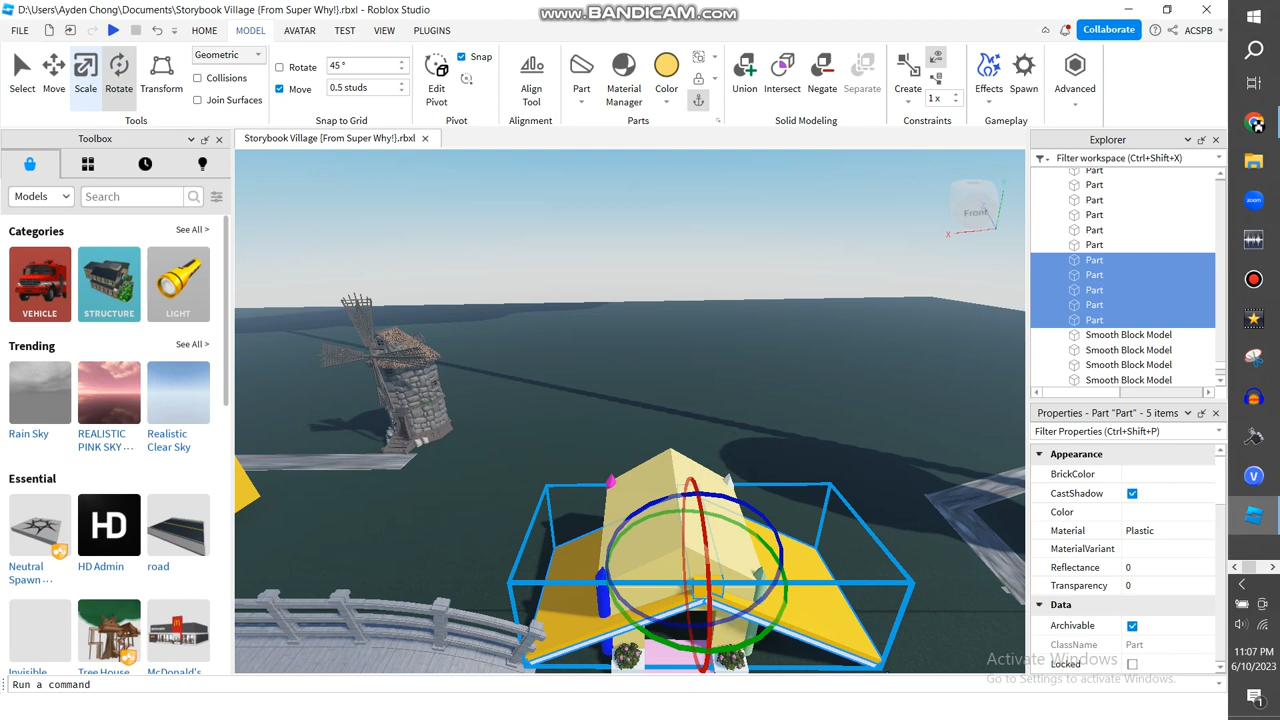 D:\Users\Ayden Chong\Documents\Storybook Village {From Super Why!}.rbxl - Roblox Studio
www.BANDICAM.com
FILE HOME MODEL AVATAR TEST VIEW PLUGINS
Collaborate
ACSPB
Select Move Scale Rotate Transform
Geometric
Collisions
Join Surfaces
Tools
Rotate 45 °
Move 0.5 studs
Snap to Grid
Edit Pivot
Snap
Pivot
Align Tool
Alignment
Part Material Manager Color
Parts
Union Intersect Negate Separate
Solid Modeling
Create
1 x
Constraints
Effects Spawn
Gameplay
Advanced
Toolbox
Storybook Village {From Super Why!}.rbxl
Explorer
Filter workspace (Ctrl+Shift+X)
Models
Search
Categories
See All >
VEHICLE STRUCTURE LIGHT
Trending
See All >
Rain Sky
REALISTIC PINK SKY ...
Realistic Clear Sky
Essential
Neutral Spawn...
HD
HD Admin
road
Invisible
Tree House
McDonald's
Front
X
Part
Part
Part
Part
Part
Part
Part
Part
Part
Part
Part
Smooth Block Model
Smooth Block Model
Smooth Block Model
Smooth Block Model
Properties - Part "Part" - 5 items
Filter Properties (Ctrl+Shift+P)
Appearance
BrickColor
CastShadow
Color
Material Plastic
MaterialVariant
Reflectance 0
Transparency 0
Data
Archivable
ClassName Part
Locked
Activate Windows
Go to Settings to activate Windows.
Run a command
zoom
11:07 PM
6/10/2023
1